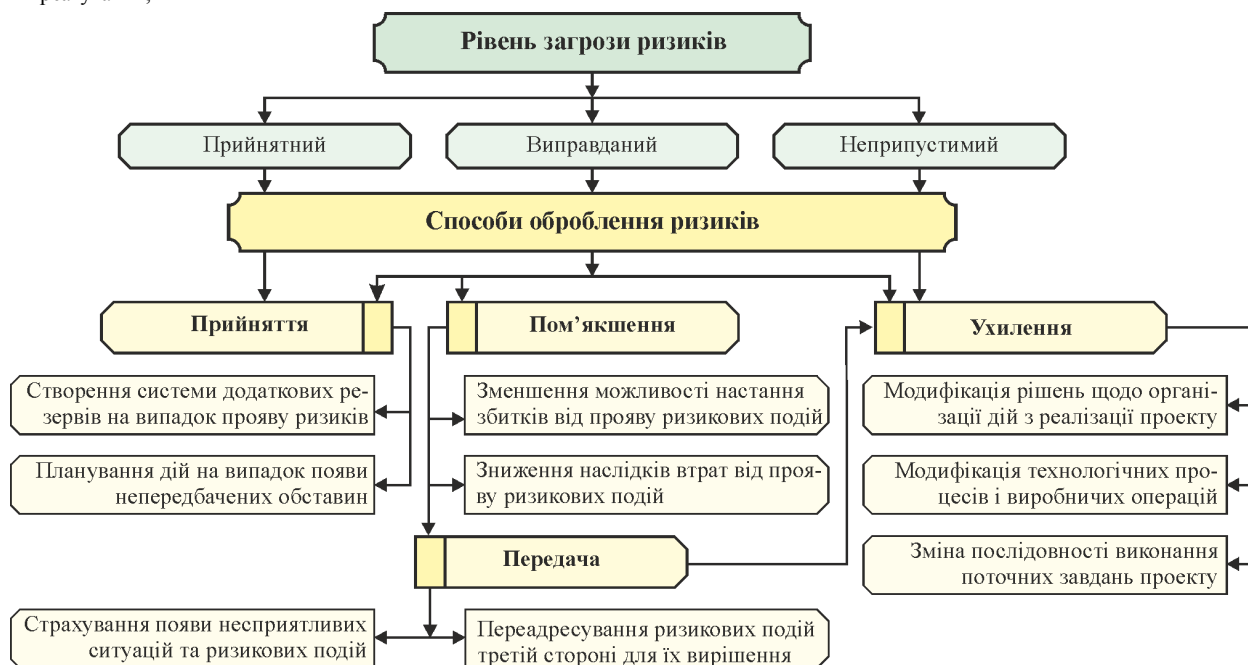 Рівень загрози ризиків
Прийнятний
Виправданий
Неприпустимий
Способи оброблення ризиків
Прийняття
Пом’якшення
Ухилення
Створення системи додаткових ре-
зервів на випадок прояву ризиків
Зменшення можливості настання
збитків від прояву ризикових подій
Модифікація рішень щодо органі-
зації дій з реалізації проекту
Планування дій на випадок появи
непередбачених обставин
Зниження наслідків втрат від проя-
ву ризикових подій
Модифікація технологічних про-
цесів і виробничих операцій
Передача
Зміна послідовності виконання
поточних завдань проекту
Страхування появи несприятливих
ситуацій та ризикових подій
Переадресування ризикових подій
третій стороні для їх вирішення